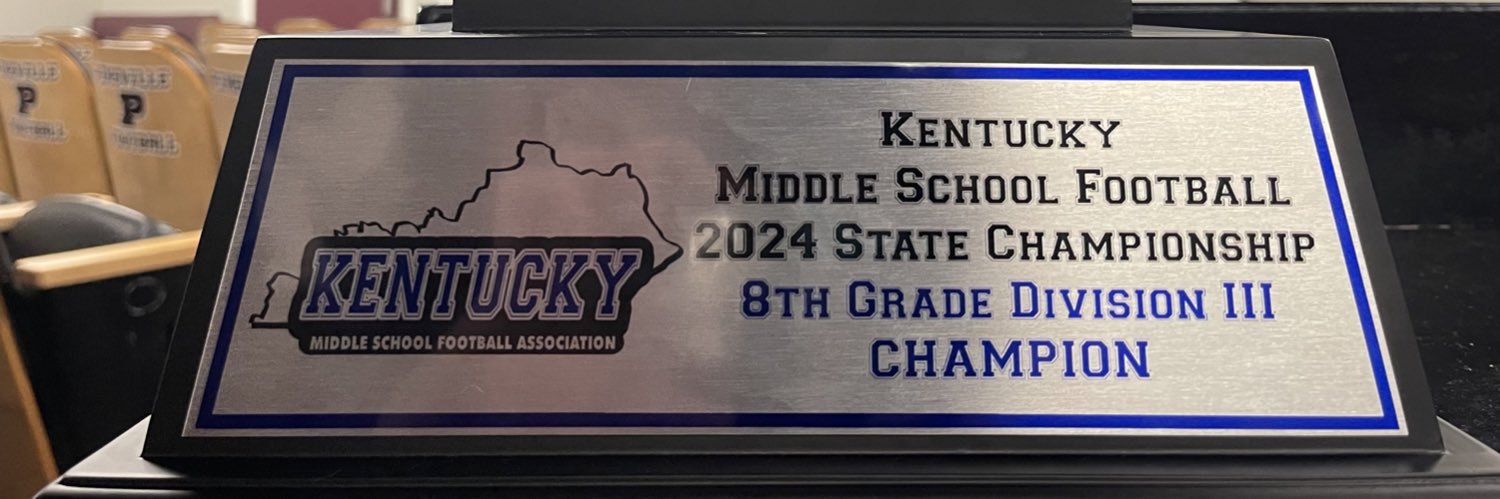 P
P
KENTUCKY
MIDDLE SCHOOL FOOTBALL ASSOCIATION
KENTUCKY
MIDDLE SCHOOL FOOTBALL
2024 STATE CHAMPIONSHIP
8TH GRADE DIVISION III
CHAMPION